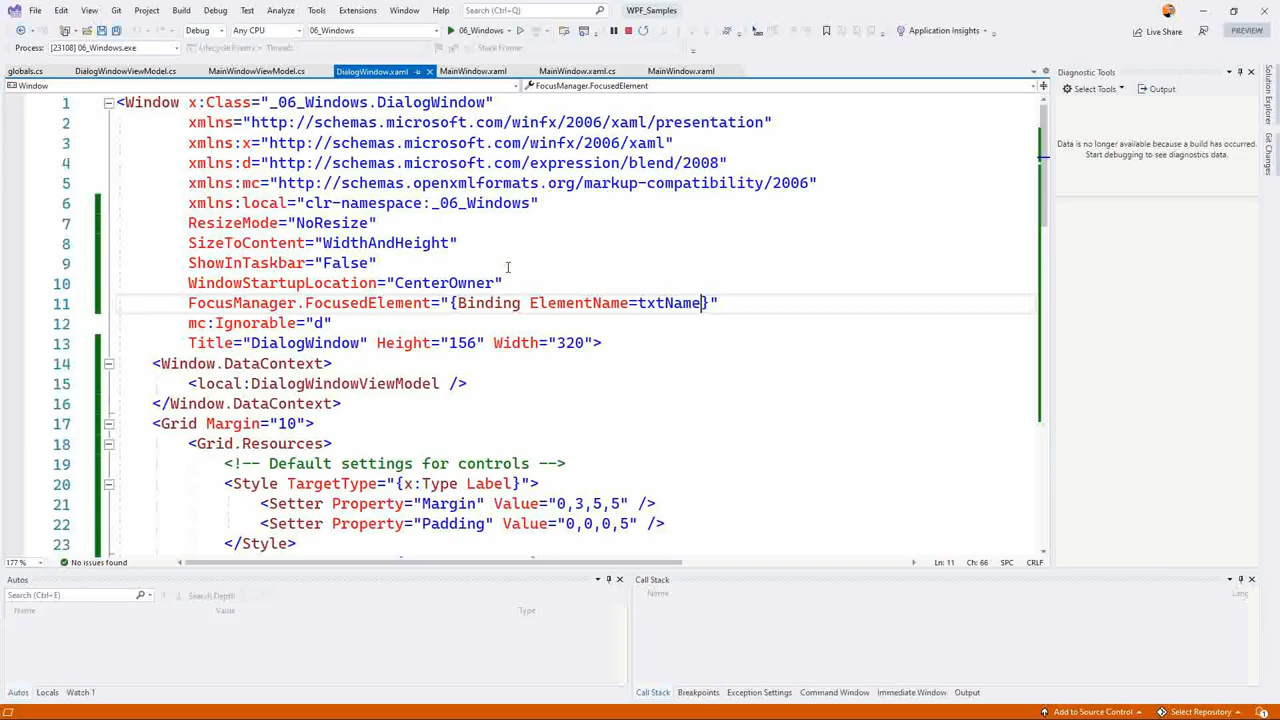 File Edit View Git Project Build Debug Test Analyze Tools Extensions Window Help Search (Ctrl+Q) WPF_Samples
Debug Any CPU 06_Windows 06_Windows Application Insights Live Share PREVIEW
Process: [23108] 06_Windows.exe Lifecycle Events Thread: Stack Frame:
globals.cs DialogWindowViewModel.cs MainWindowViewModel.cs DialogWindow.xaml MainWindow.xaml MainWindow.xaml.cs MainWindow.xaml
Window FocusManager.FocusedElement
1 <Window x:Class="_06_Windows.DialogWindow"
2 xmlns="http://schemas.microsoft.com/winfx/2006/xaml/presentation"
3 xmlns:x="http://schemas.microsoft.com/winfx/2006/xaml"
4 xmlns:d="http://schemas.microsoft.com/expression/blend/2008"
5 xmlns:mc="http://schemas.openxmlformats.org/markup-compatibility/2006"
6 xmlns:local="clr-namespace:_06_Windows"
7 ResizeMode="NoResize"
8 SizeToContent="WidthAndHeight"
9 ShowInTaskbar="False"
10 WindowStartupLocation="CenterOwner"
11 FocusManager.FocusedElement="{Binding ElementName=txtName}"
12 mc:Ignorable="d"
13 Title="DialogWindow" Height="156" Width="320">
14 <Window.DataContext>
15 <local:DialogWindowViewModel />
16 </Window.DataContext>
17 <Grid Margin="10">
18 <Grid.Resources>
19 <!-- Default settings for controls -->
20 <Style TargetType="{x:Type Label}">
21 <Setter Property="Margin" Value="0,3,5,5" />
22 <Setter Property="Padding" Value="0,0,0,5" />
23 </Style>
177 % No issues found Ln: 11 Ch: 66 SPC CRLF
Diagnostic Tools
Select Tools Output
Data is no longer available because a build has occurred.
Start debugging to see diagnostics data.
Solution Explorer
Git Changes
Autos
Search (Ctrl+E) Search Depth:
Name Value Type
Autos Locals Watch 1
Call Stack
Name Lang
Call Stack Breakpoints Exception Settings Command Window Immediate Window Output
Add to Source Control Select Repository 1